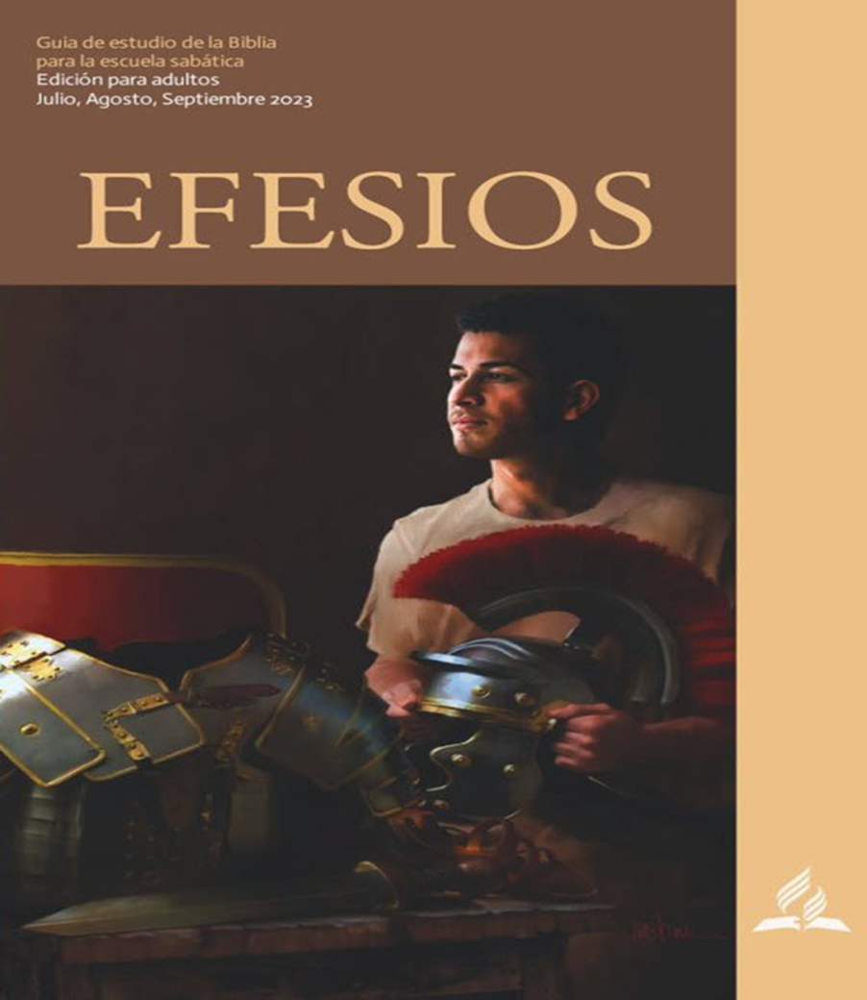 Guia de estudio de la Biblia
para la escuela sabática
Edición para adultos
Julio, Agosto, Septiembre 2023
EFESIOS